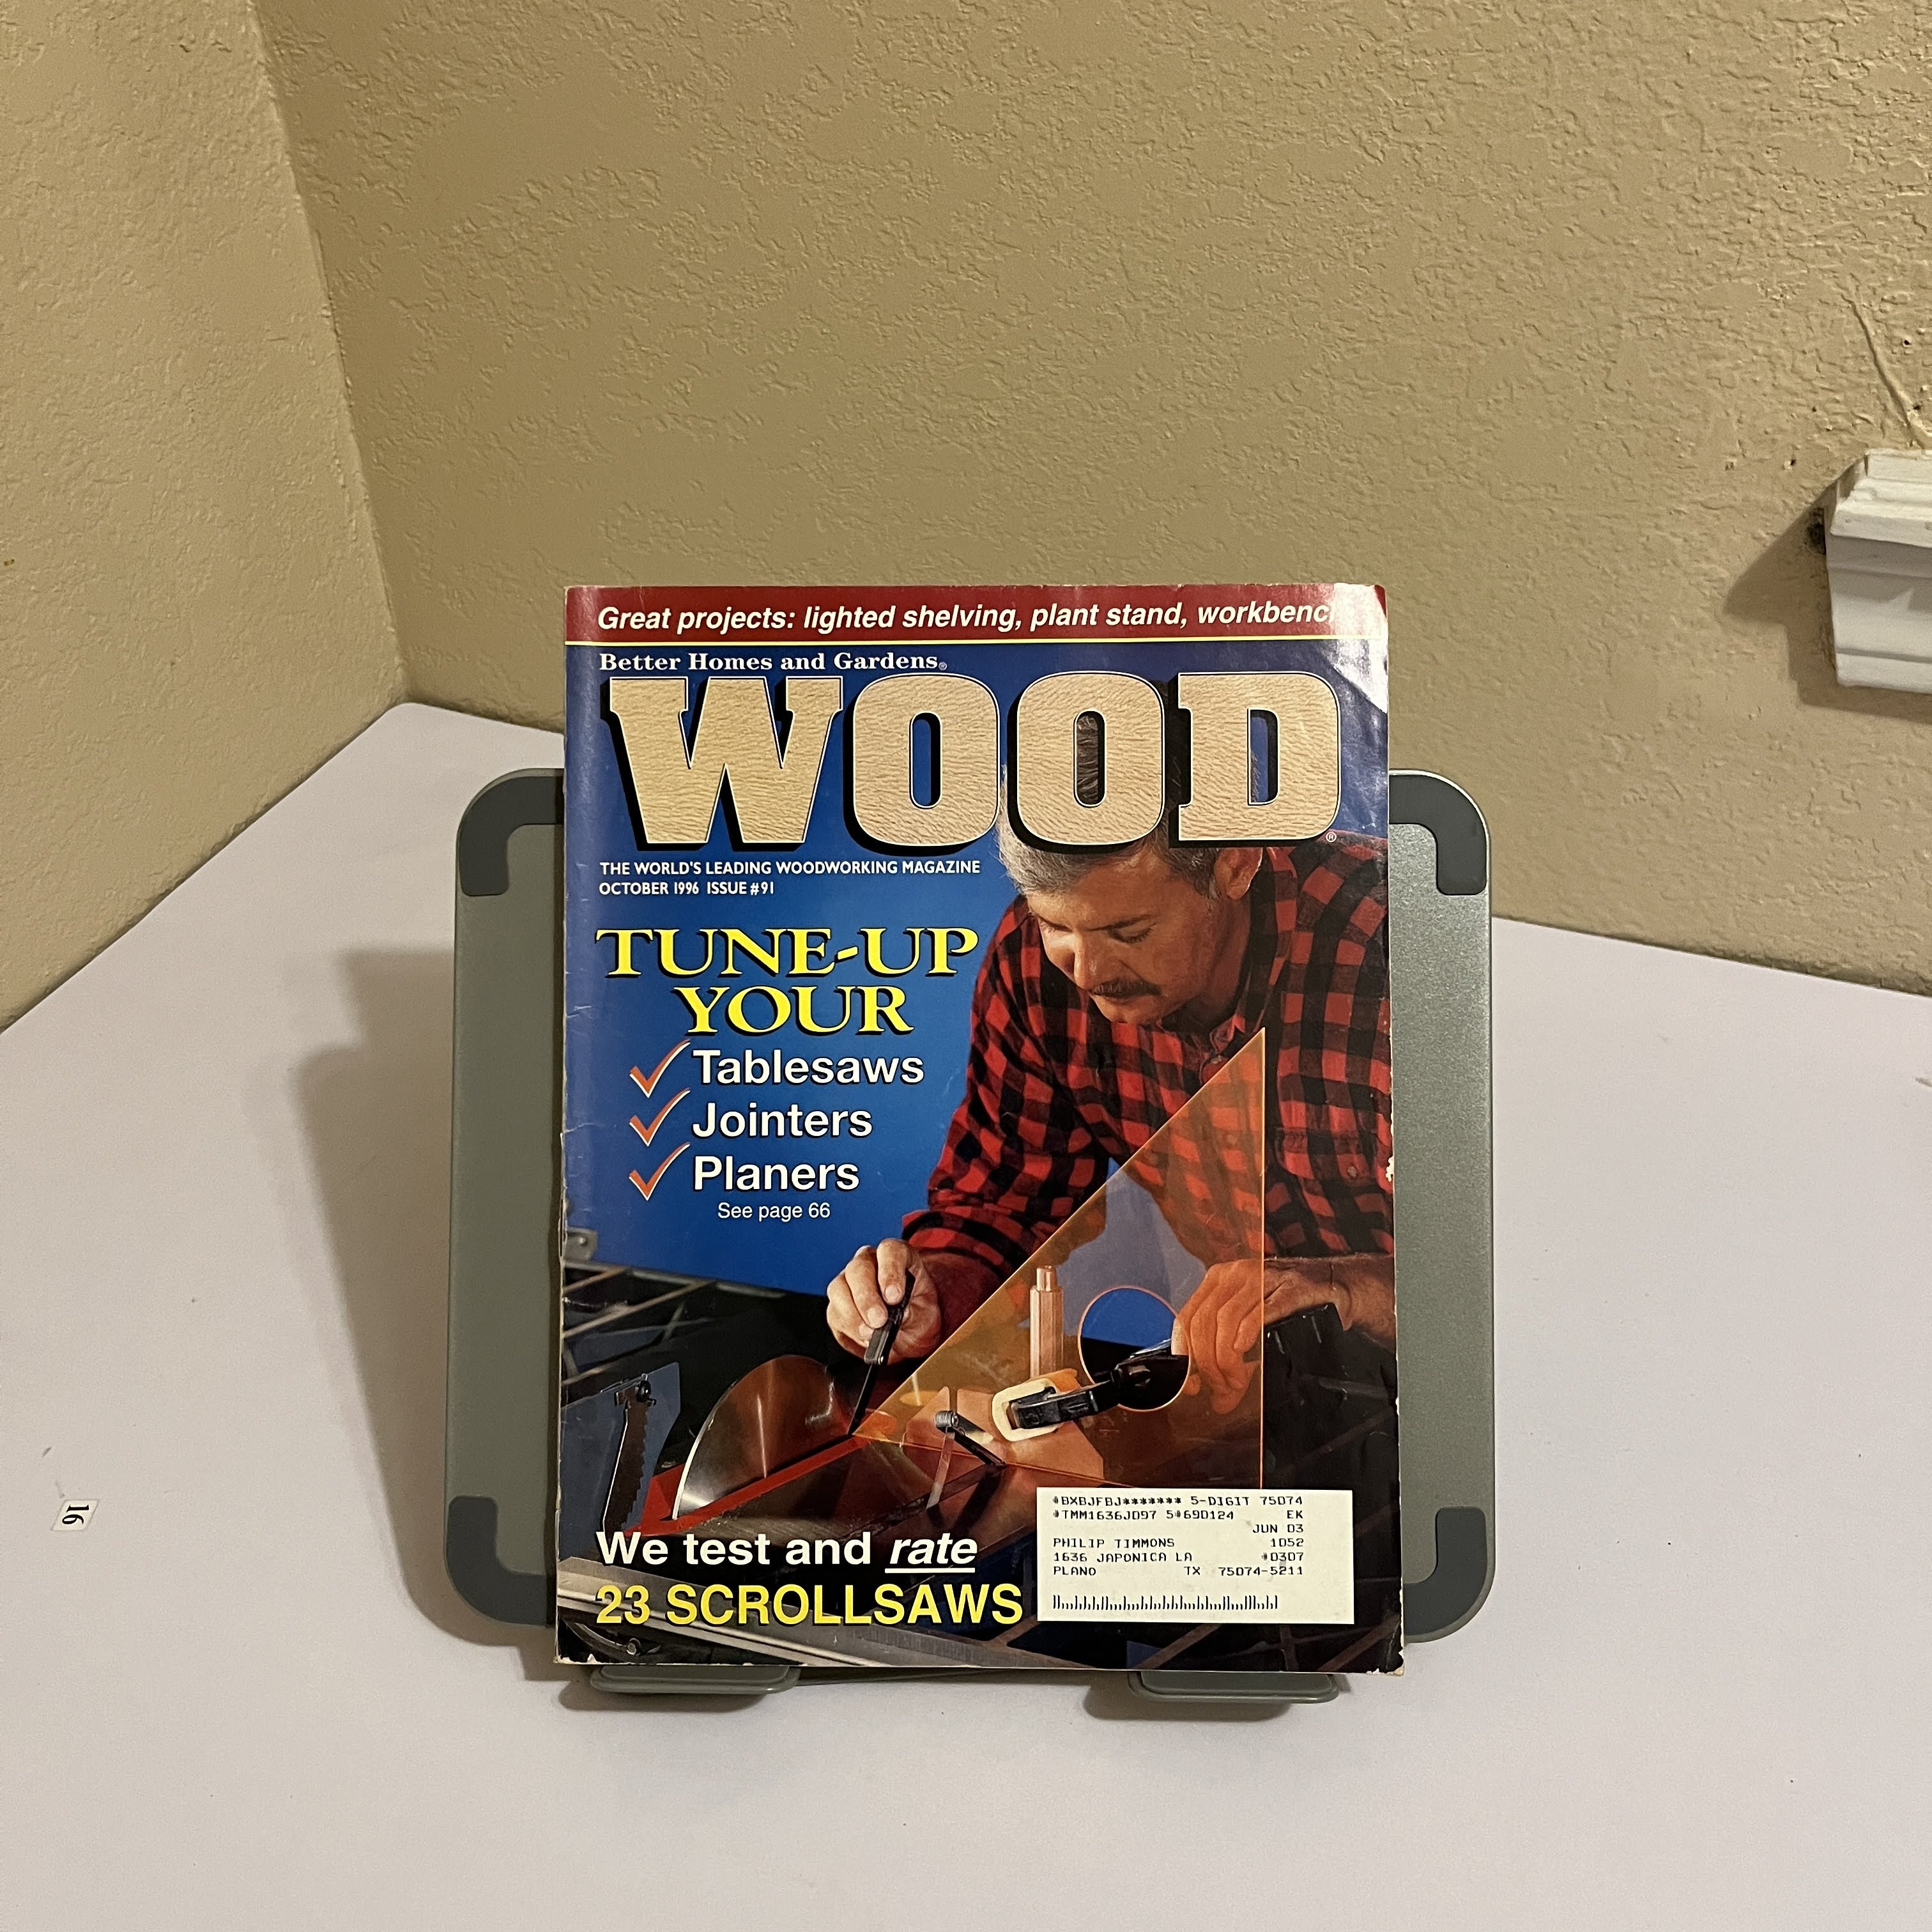 Great projects: lighted shelving, plant stand, workbenc
Better Homes and Gardens®
WOOD®
THE WORLD'S LEADING WOODWORKING MAGAZINE
OCTOBER 1996 ISSUE #91
TUNE-UP
YOUR
Tablesaws
Jointers
Planers
See page 66
We test and rate
23 SCROLLSAWS
#BXBJFBJ******* 5-DIGIT 75074
#TMM1636JD97 5#69D124 EK
JUN 03
PHILIP TIMMONS 1052
1636 JAPONICA LA #0307
PLANO TX 75074-5211
16